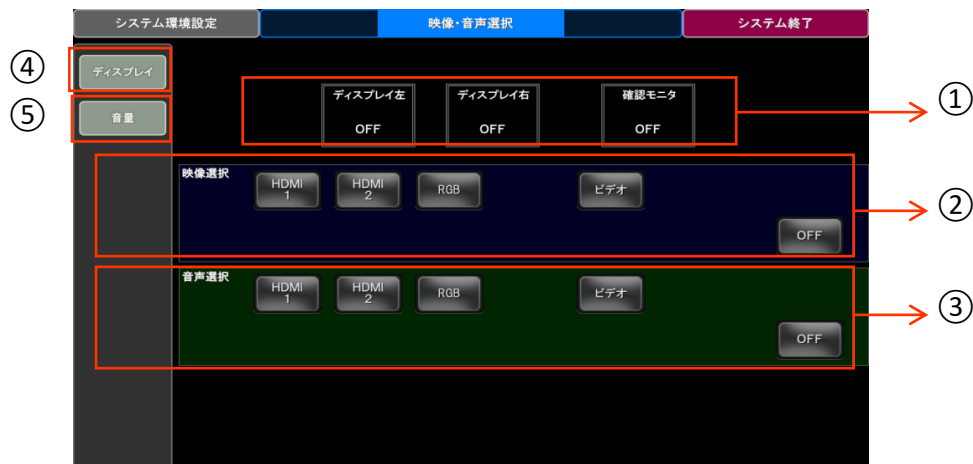 システム環境設定
映像・音声選択
システム終了
④
ディスプレイ
⑤
音量
ディスプレイ左
OFF
ディスプレイ右
OFF
確認モニタ
OFF
①
映像選択
HDMI
1
HDMI
2
RGB
ビデオ
OFF
②
音声選択
HDMI
1
HDMI
2
RGB
ビデオ
OFF
③